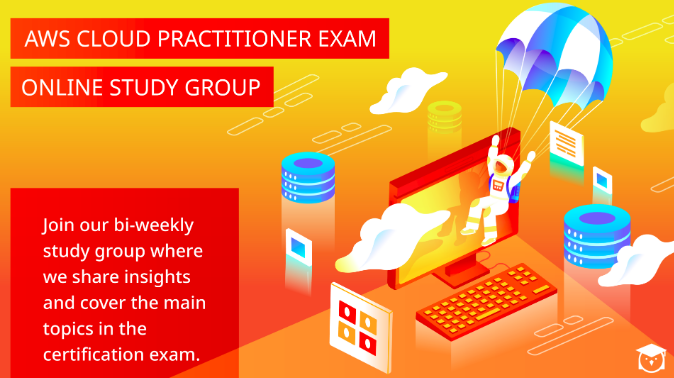 AWS CLOUD PRACTITIONER EXAM
ONLINE STUDY GROUP
Join our bi-weekly
study group where
we share insights
and cover the main
topics in the
certification exam.